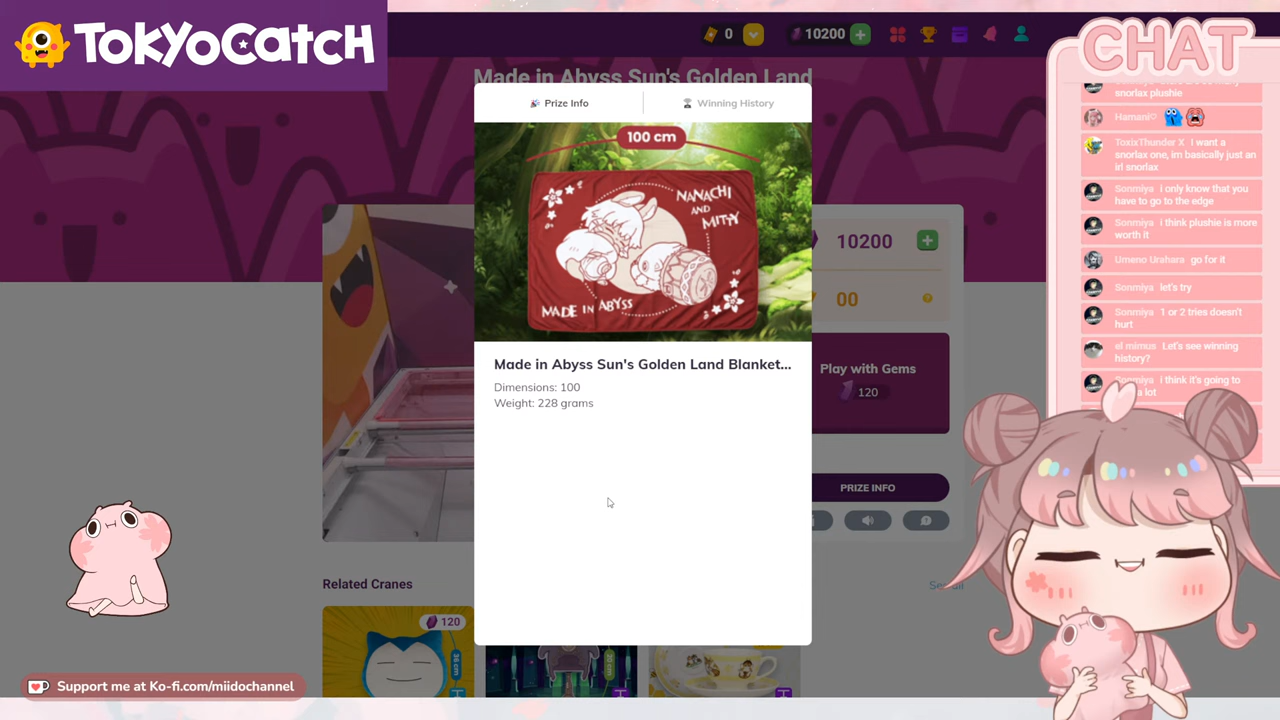 TOKYOCATCH
0
10200
CHAT
Made in Abyss Sun's Golden Land
Prize Info
Winning History
100 cm
NANACHI
AND
MITTY
MADE IN ABYSS
Made in Abyss Sun's Golden Land Blanket...
Dimensions: 100
Weight: 228 grams
10200
00
Play with Gems
120
PRIZE INFO
Related Cranes
120
snorlax plushie
Hamani♡
ToxisThunder X I want a
snorlax one, im basically just an
irl snorlax
Sonmiya i only know that you
have to go to the edge
Sonmiya i think plushie is more
worth it
Umeno Urahara go for it
Sonmiya let's try
Sonmiya 1 or 2 tries doesn't
hurt
el mimus Let's see winning
history?
Sonmiya i think it's going to
a lot
Support me at Ko-fi.com/miidochannel